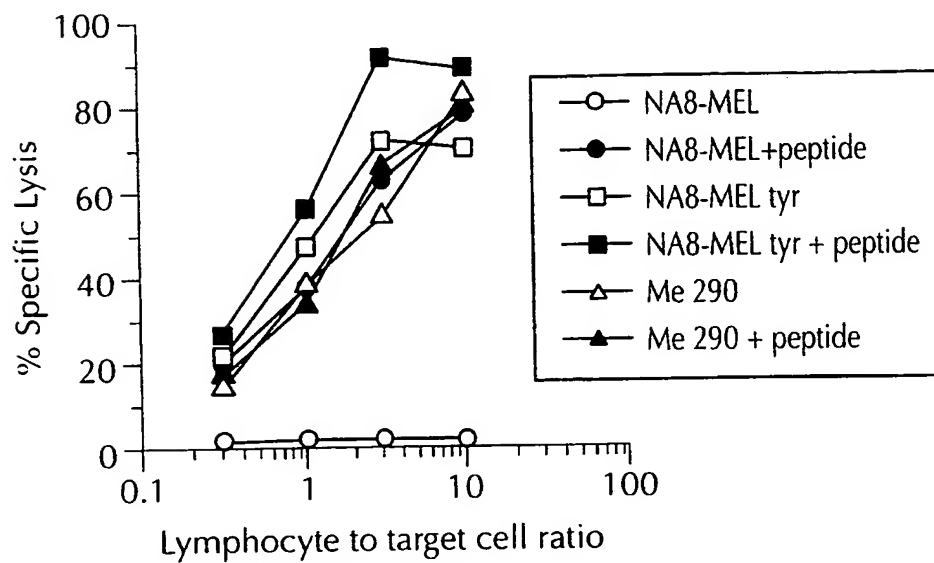 % Specific Lysis
100
80
60
40
20
0
0.1
1
10
100
Lymphocyte to target cell ratio
NA8-MEL
NA8-MEL+peptide
NA8-MEL tyr
NA8-MEL tyr + peptide
Me 290
Me 290 + peptide